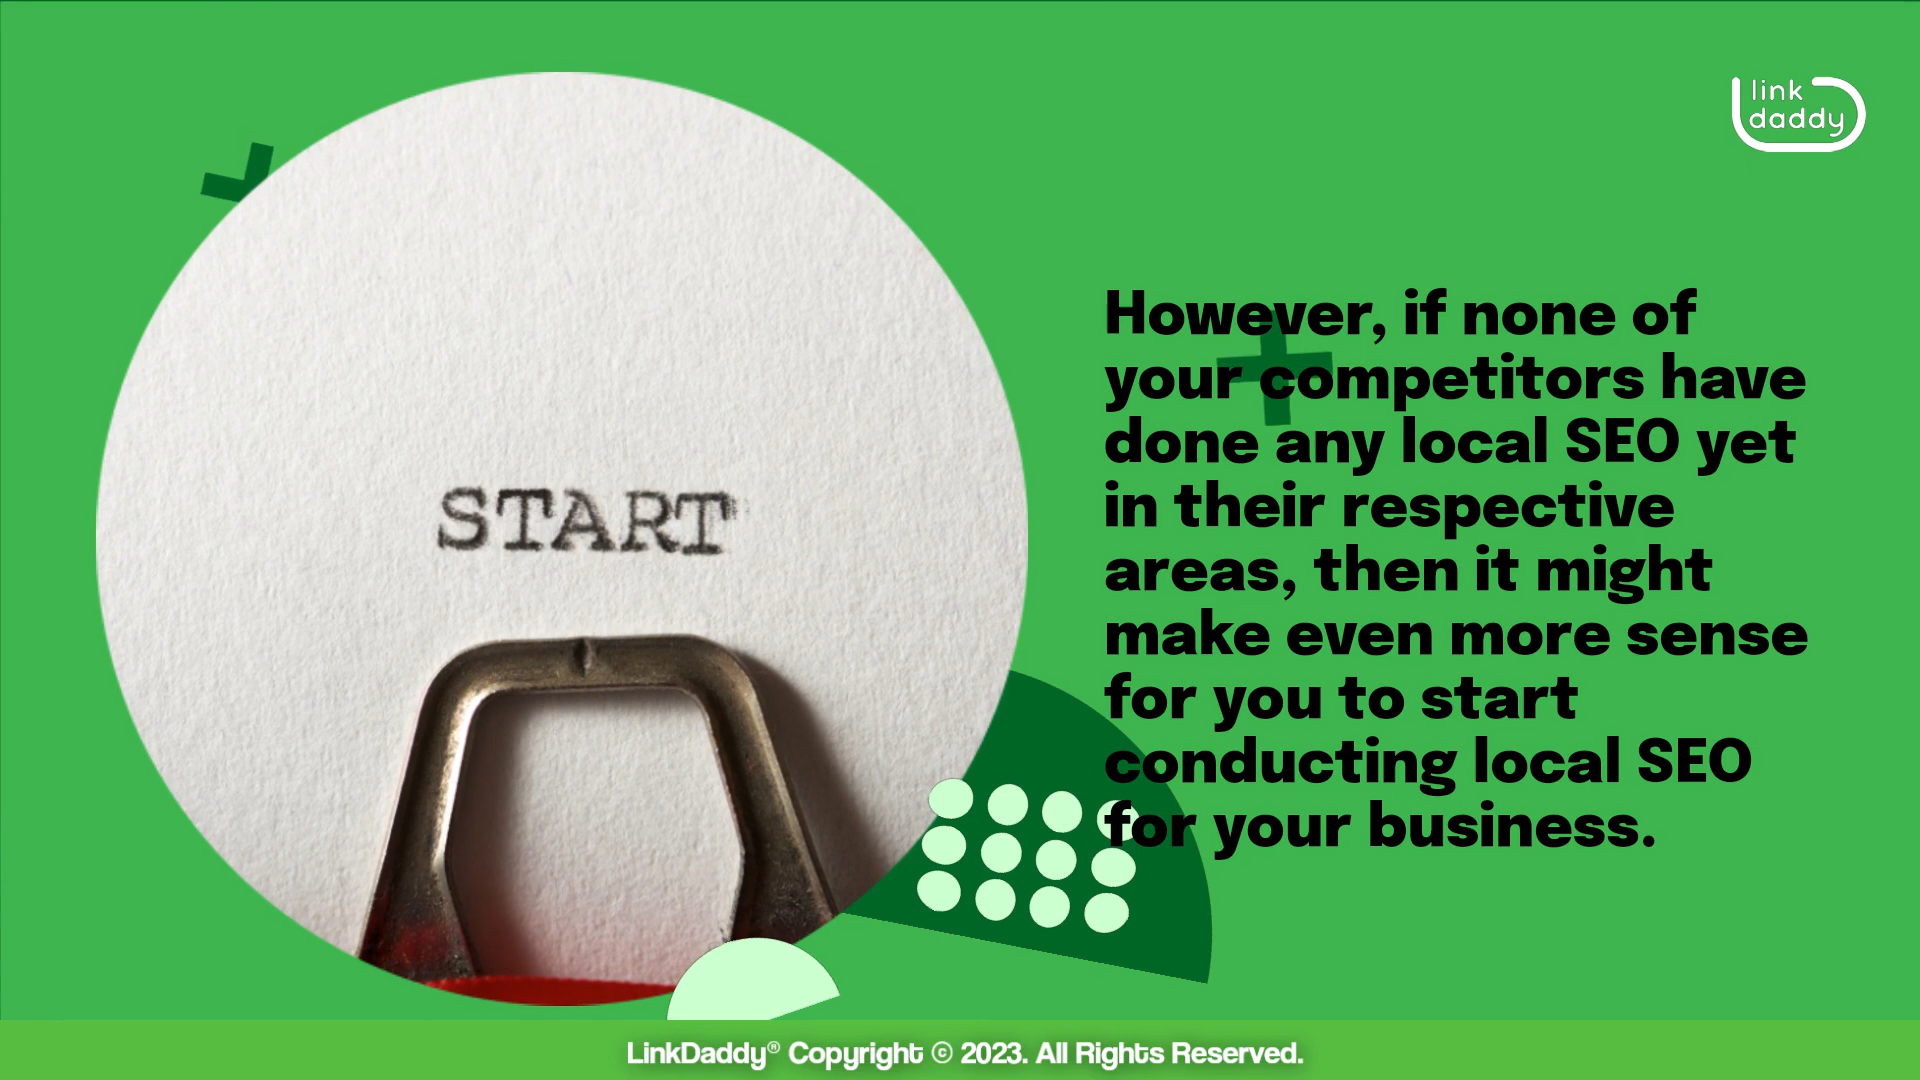 link
daddy
START
However, if none of
your competitors have
done any local SEO yet
in their respective
areas, then it might
make even more sense
for you to start
conducting local SEO
for your business.
LinkDaddy® Copyright © 2023. All Rights Reserved.